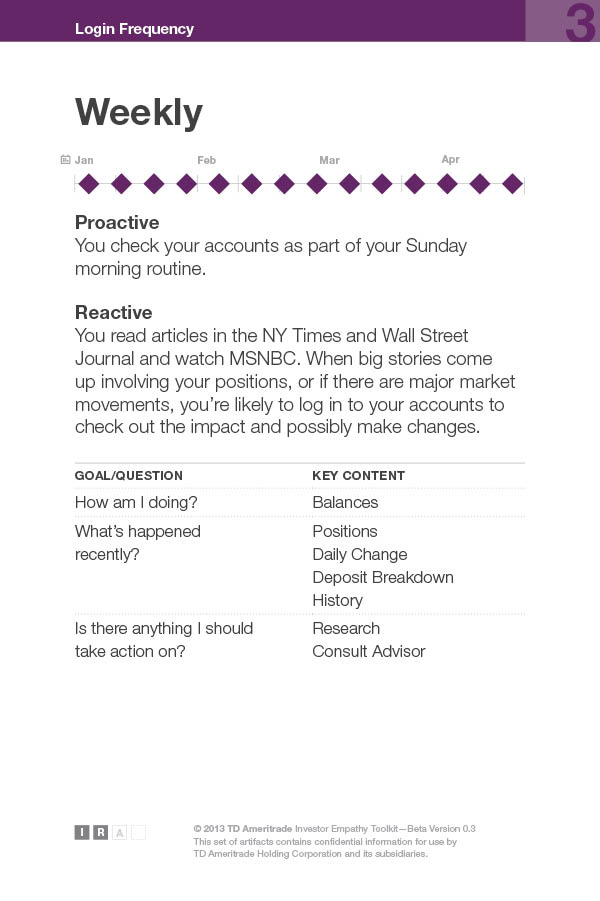 Login Frequency
3
Weekly
Jan Feb Mar Apr
Proactive
You check your accounts as part of your Sunday
morning routine.
Reactive
You read articles in the NY Times and Wall Street
Journal and watch MSNBC. When big stories come
up involving your positions, or if there are major market
movements, you’re likely to log in to your accounts to
check out the impact and possibly make changes.
GOAL/QUESTION KEY CONTENT
How am I doing? Balances
What’s happened Positions
recently? Daily Change
Deposit Breakdown
History
Is there anything I should Research
take action on? Consult Advisor
I R A
© 2013 TD Ameritrade Investor Empathy Toolkit—Beta Version 0.3
This set of artifacts contains confidential information for use by
TD Ameritrade Holding Corporation and its subsidiaries.